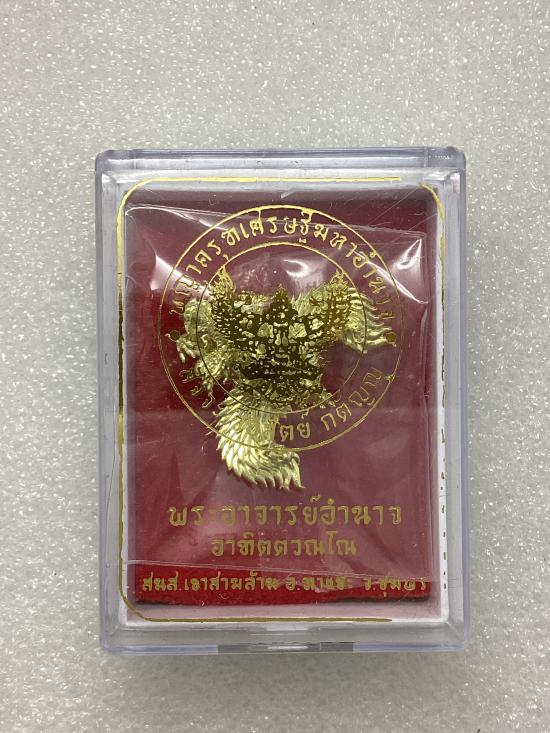 พญาครุฑเศรษฐีมหาอำนาจ
กตัญญู
พระอาจารย์อำนาจ
อาทิตฺตวณฺโณ
สนส.เขาสามล้าน อ.ท่าแซะ จ.ชุมพร